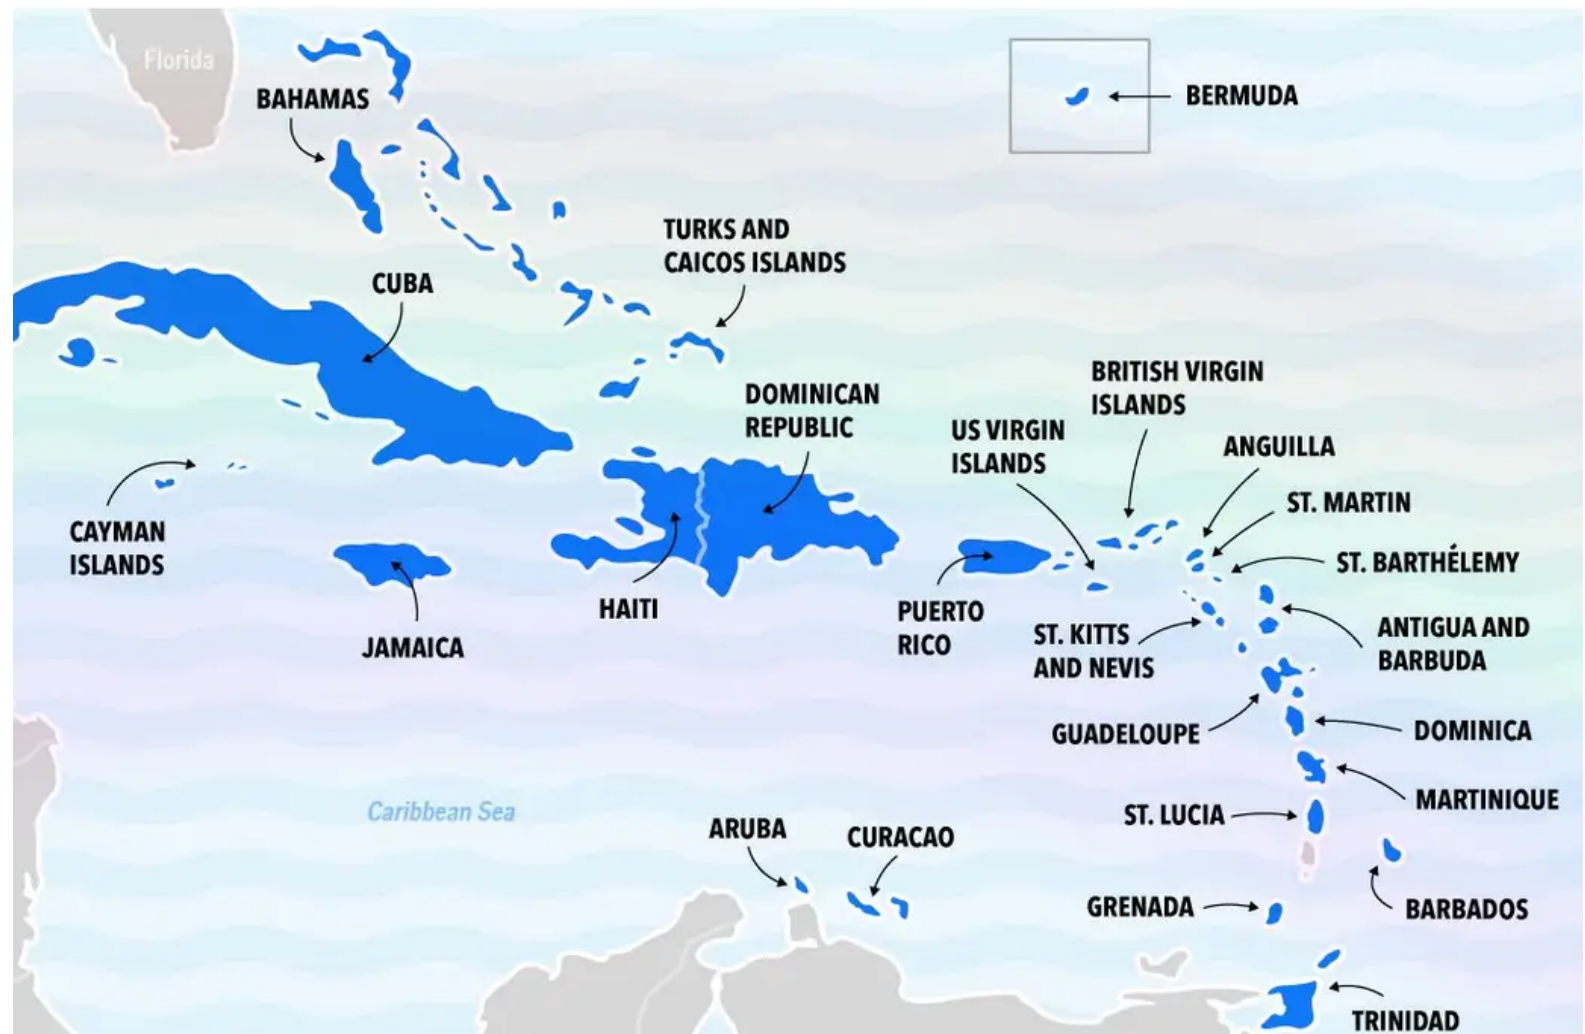 Florida
BAHAMAS
BERMUDA
TURKS AND
CAICOS ISLANDS
CUBA
DOMINICAN
REPUBLIC
BRITISH VIRGIN
ISLANDS
US VIRGIN
ISLANDS
ANGUILLA
ST. MARTIN
CAYMAN
ISLANDS
ST. BARTHÉLEMY
HAITI
PUERTO
RICO
JAMAICA
ST. KITTS
AND NEVIS
ANTIGUA AND
BARBUDA
GUADELOUPE
DOMINICA
MARTINIQUE
Caribbean Sea
ST. LUCIA
ARUBA
CURACAO
GRENADA
BARBADOS
TRINIDAD